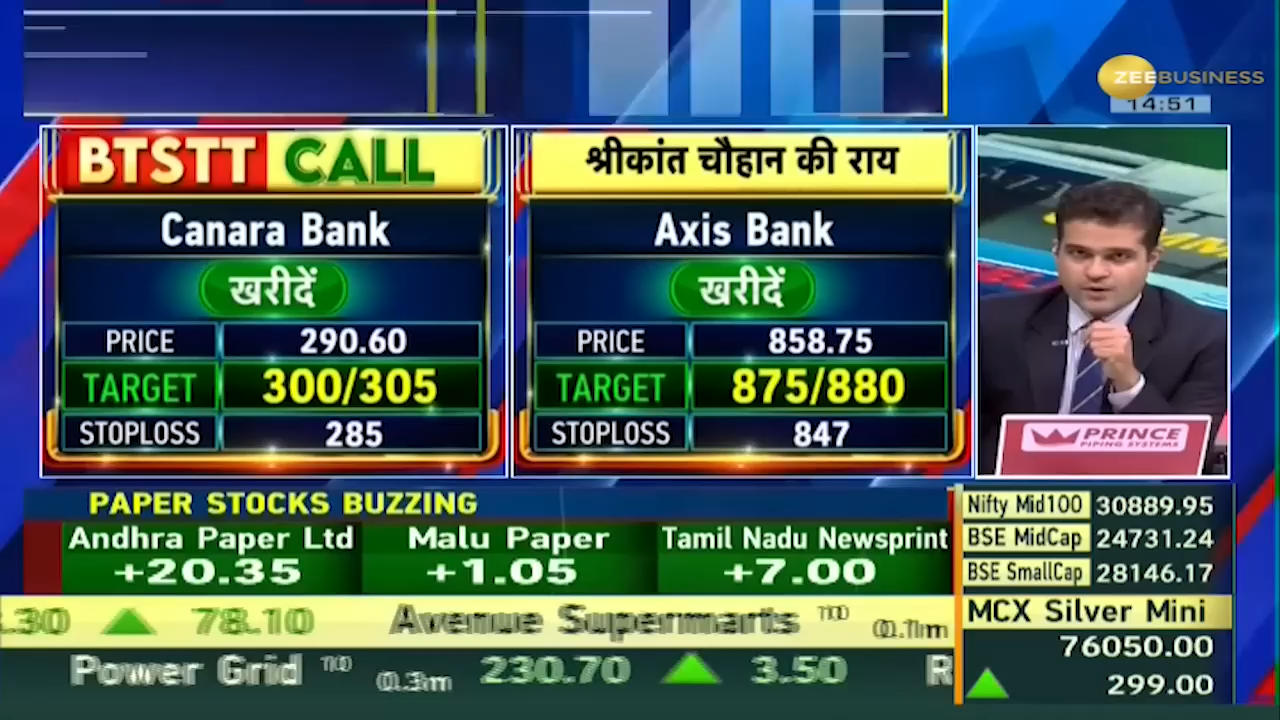 ZEEBUSINESS
14:51
BTSTT CALL
Canara Bank
खरीदें
PRICE 290.60
TARGET 300/305
STOPLOSS 285
श्रीकांत चौहान की राय
Axis Bank
खरीदें
PRICE 858.75
TARGET 875/880
STOPLOSS 847
PRINCE
PIPING SYSTEMS
PAPER STOCKS BUZZING
Andhra Paper Ltd Malu Paper Tamil Nadu Newsprint
+20.35 +1.05 +7.00
.30 ▲ 78.10 Avenue Supermarts
Power Grid 230.70 ▲ 3.50 R
Nifty Mid100 30889.95
BSE MidCap 24731.24
BSE SmallCap 28146.17
MCX Silver Mini
76050.00
▲ 299.00